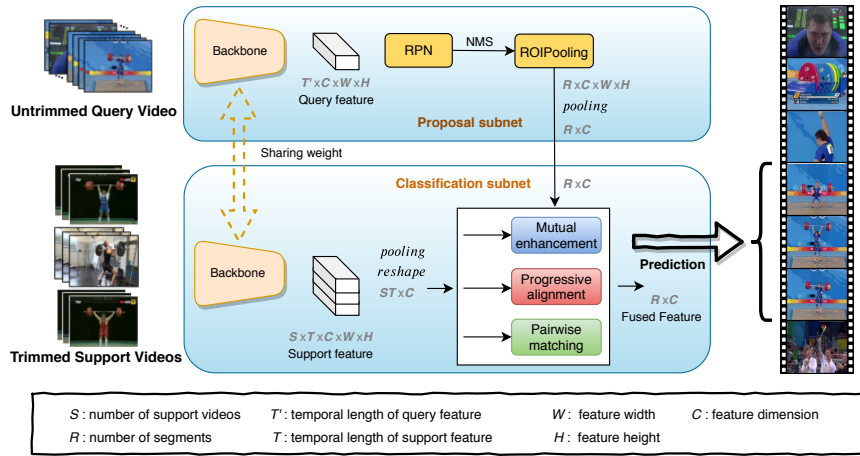 Untrimmed Query Video
Backbone
T' x C x W x H
Query feature
RPN
NMS
ROIPooling
R x C x W x H
pooling
R x C
Proposal subnet
Sharing weight
Classification subnet
R x C
Trimmed Support Videos
Backbone
S x T x C x W x H
Support feature
pooling
reshape
ST x C
Mutual
enhancement
Progressive
alignment
Pairwise
matching
R x C
Fused Feature
Prediction
S : number of support videos
T' : temporal length of query feature
W : feature width
C : feature dimension
R : number of segments
T : temporal length of support feature
H : feature height